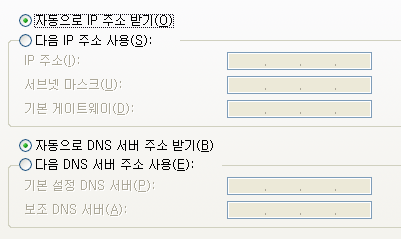 자동으로 IP 주소 받기(O)
다음 IP 주소 사용(S):
IP 주소(I):
서브넷 마스크(U):
기본 게이트웨이(D):
자동으로 DNS 서버 주소 받기(B)
다음 DNS 서버 주소 사용(E):
기본 설정 DNS 서버(P):
보조 DNS 서버(A):